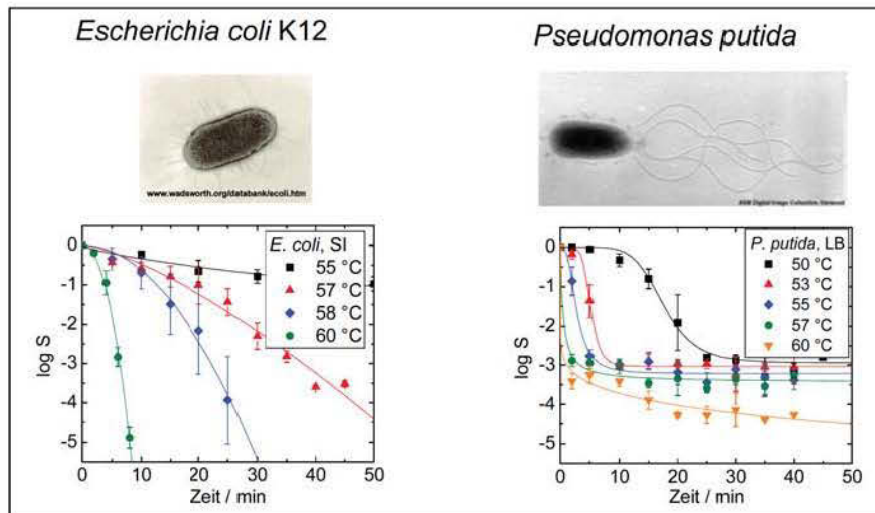 Escherichia coli K12
Pseudomonas putida
www.wadsworth.org/databank/ecoli.htm
E. coli, SI
55 °C
57 °C
58 °C
60 °C
log S
0
-1
-2
-3
-4
-5
0 10 20 30 40 50
Zeit / min
P. putida, LB
50 °C
53 °C
55 °C
57 °C
60 °C
log S
0
-1
-2
-3
-4
-5
0 10 20 30 40 50
Zeit / min